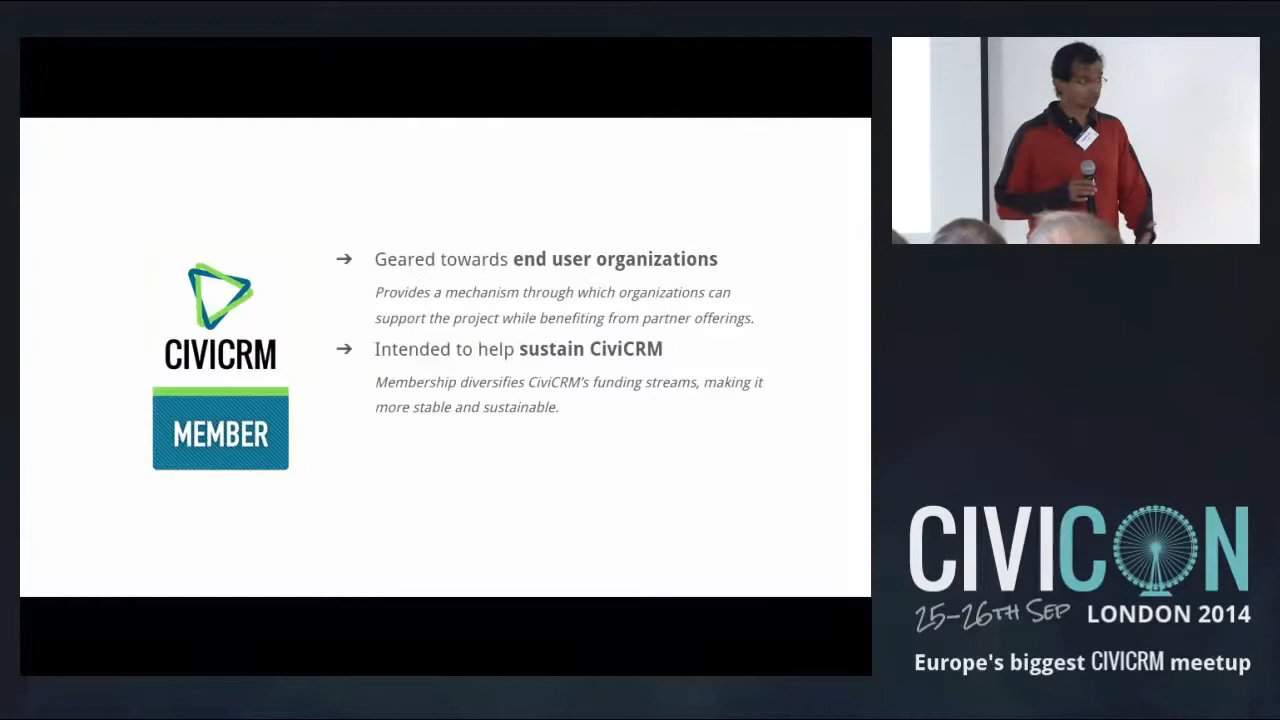 ➔ Geared towards end user organizations
Provides a mechanism through which organizations can
support the project while benefiting from partner offerings.
➔ Intended to help sustain CiviCRM
Membership diversifies CiviCRM's funding streams, making it
more stable and sustainable.
CIVICRM
MEMBER
CIVICON
25-26TH SEP LONDON 2014
Europe's biggest CIVICRM meetup